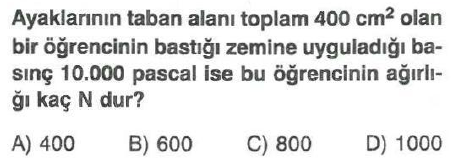 Ayaklarının taban alanı toplam 400 cm² olan
bir öğrencinin bastığı zemine uyguladığı ba-
sınç 10.000 pascal ise bu öğrencinin ağırlı-
ğı kaç N dur?
A) 400 B) 600 C) 800 D) 1000